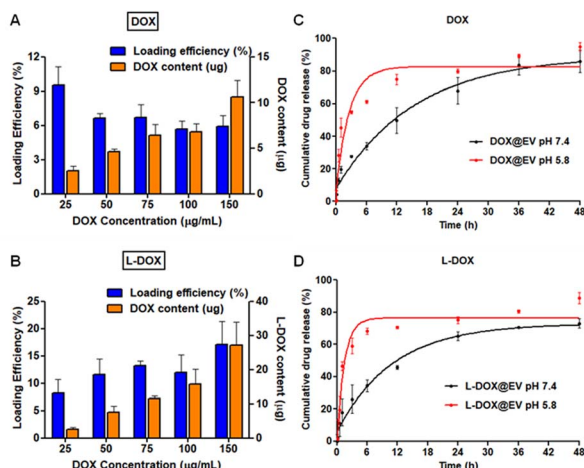 A
DOX
Loading efficiency (%)
DOX content (ug)
Loading Efficiency (%)
12
9
6
3
0
15
10
5
0
DOX content (µg)
25 50 75 100 150
DOX Concentration (µg/mL)
B
L-DOX
Loading efficiency (%)
DOX content (ug)
Loading Efficiency (%)
25
20
15
10
5
0
40
30
20
10
0
L-DOX content (µg)
25 50 75 100 150
DOX Concentration (µg/mL)
C
DOX
Cumulative drug release (%)
100
80
60
40
20
0
DOX@EV pH 7.4
DOX@EV pH 5.8
0 6 12 18 24 30 36 42 48
Time (h)
D
L-DOX
Cumulative drug release (%)
100
80
60
40
20
0
L-DOX@EV pH 7.4
L-DOX@EV pH 5.8
0 6 12 18 24 30 36 42 48
Time (h)